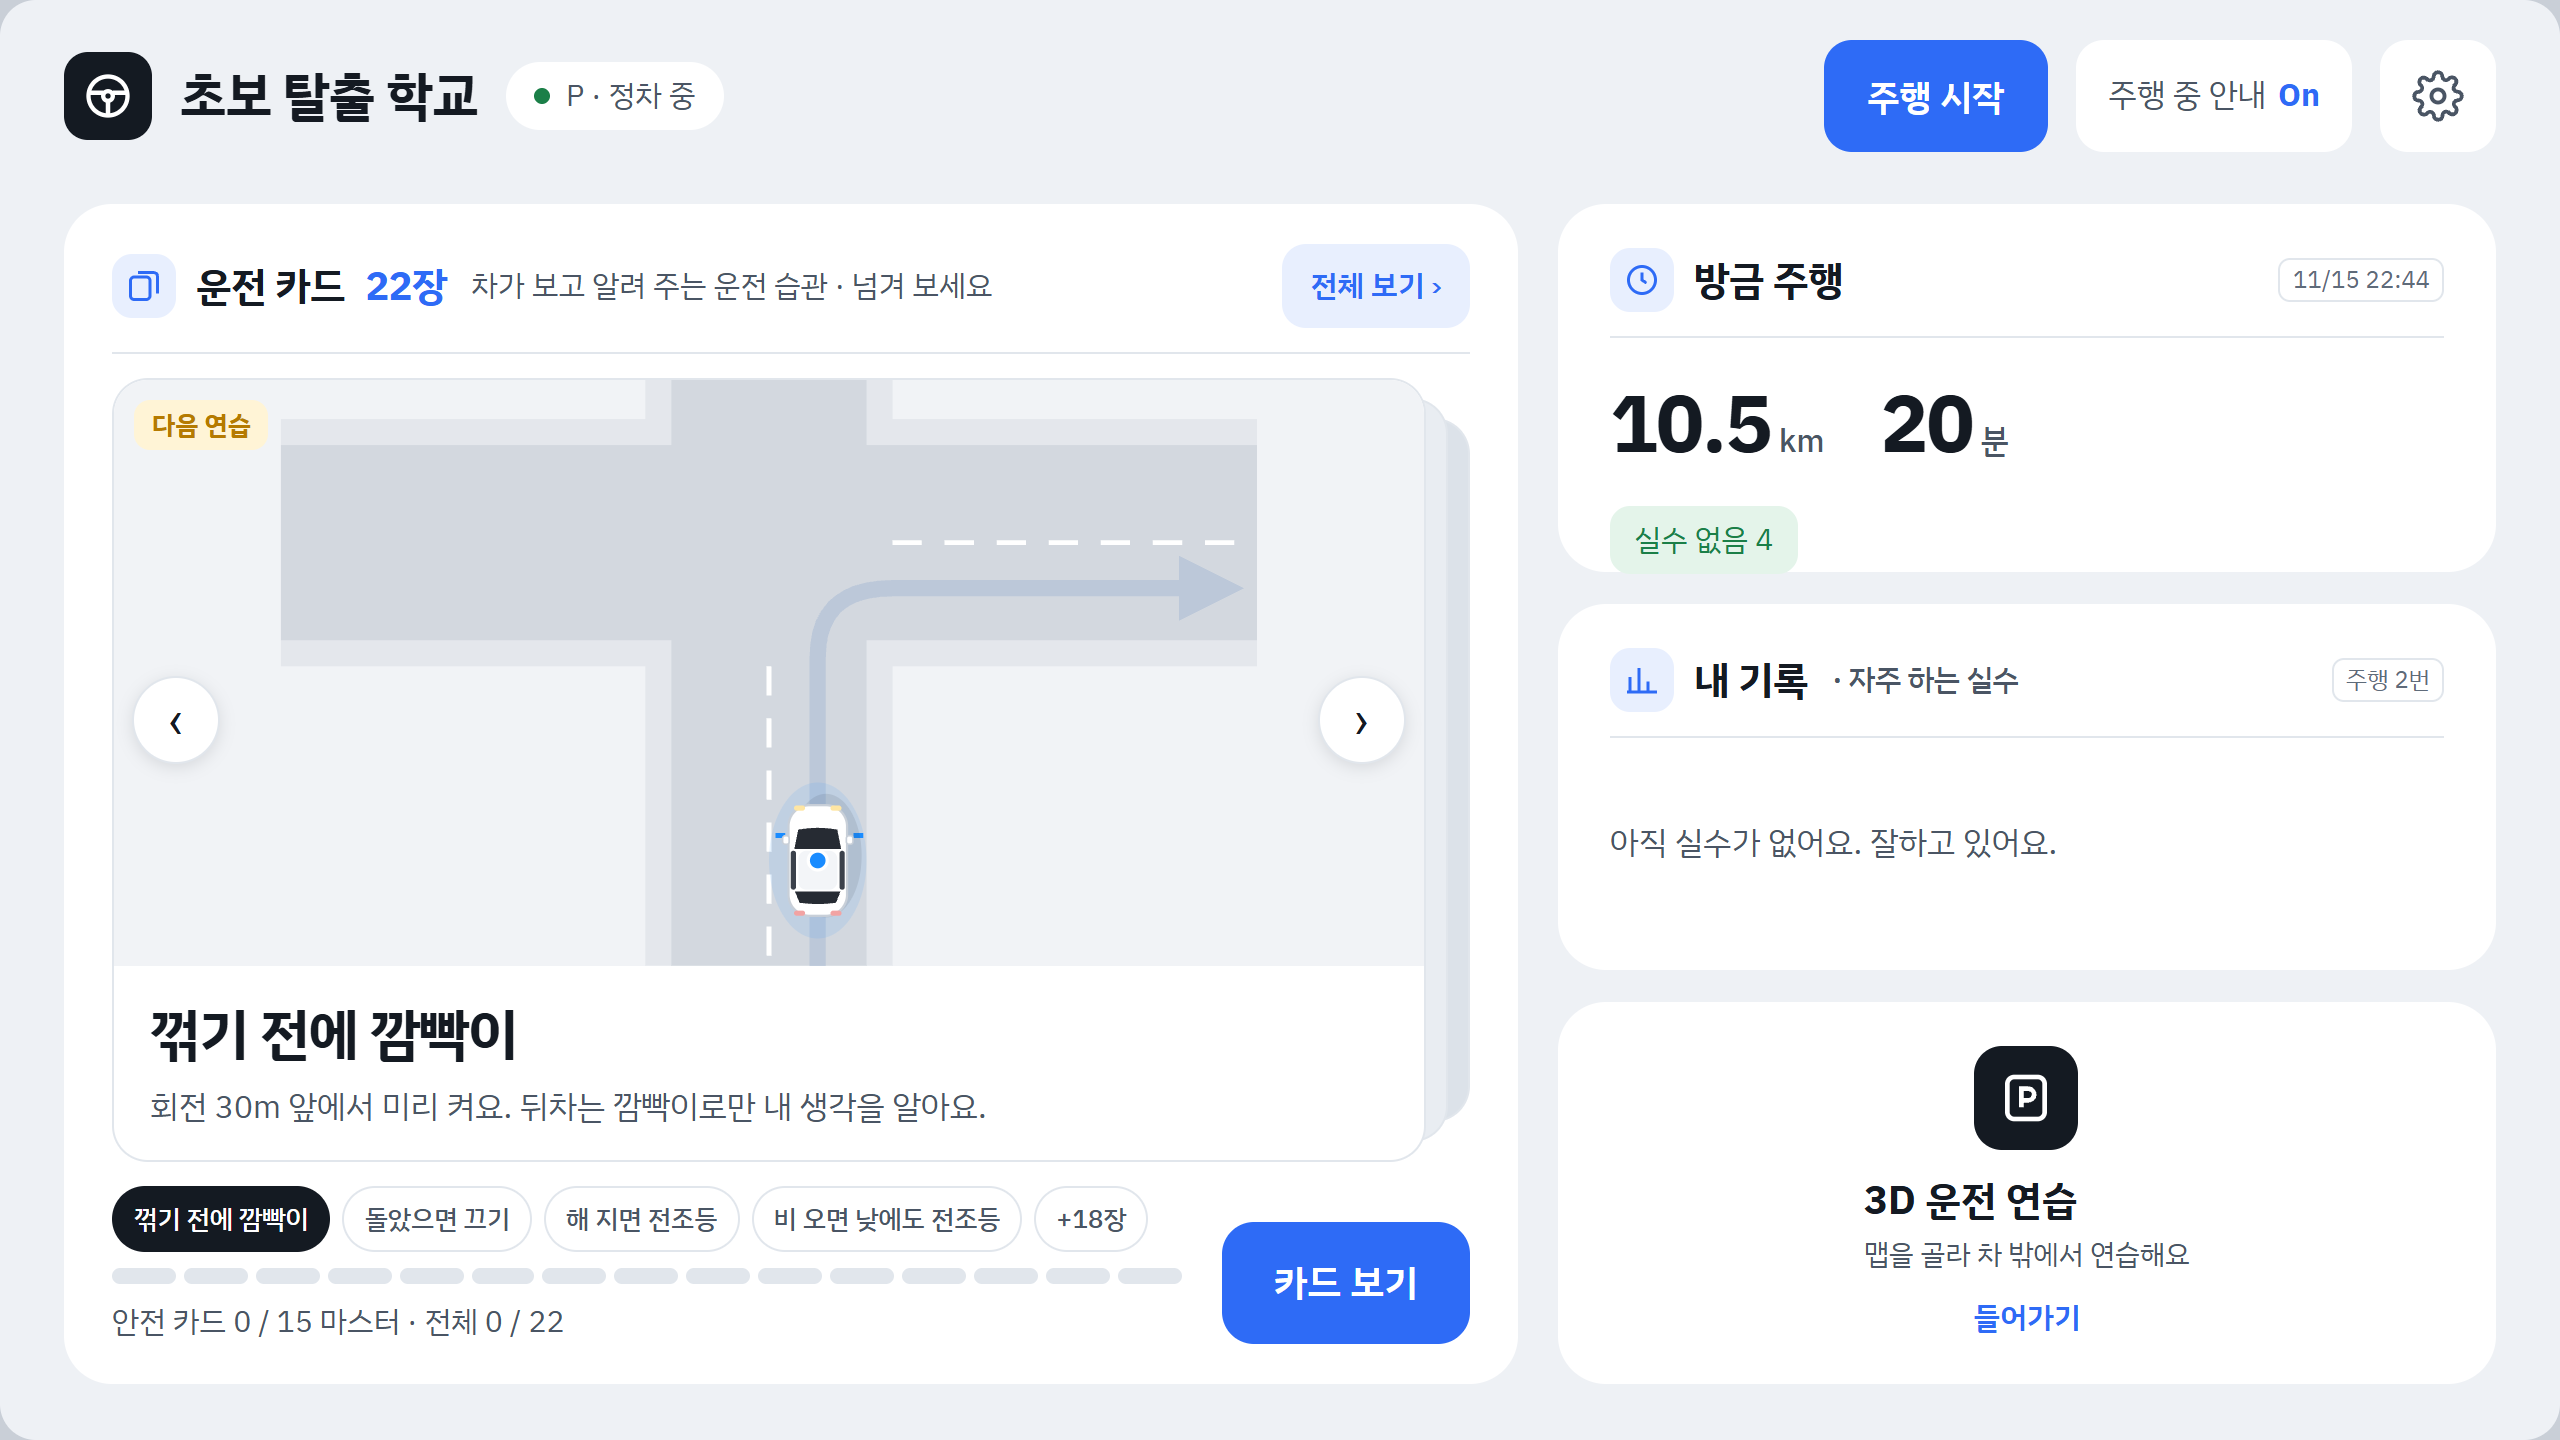 초보 탈출 학교
P · 정차 중
주행 시작
주행 중 안내 On
운전 카드 22장 차가 보고 알려 주는 운전 습관 · 넘겨 보세요
전체 보기 ›
다음 연습
‹
›
꺾기 전에 깜빡이
회전 30m 앞에서 미리 켜요. 뒤차는 깜빡이로만 내 생각을 알아요.
꺾기 전에 깜빡이
돌았으면 끄기
해 지면 전조등
비 오면 낮에도 전조등
+18장
안전 카드 0 / 15 마스터 · 전체 0 / 22
카드 보기
방금 주행
11/15 22:44
10.5 km 20 분
실수 없음 4
내 기록 · 자주 하는 실수
주행 2번
아직 실수가 없어요. 잘하고 있어요.
P
3D 운전 연습
맵을 골라 차 밖에서 연습해요
들어가기